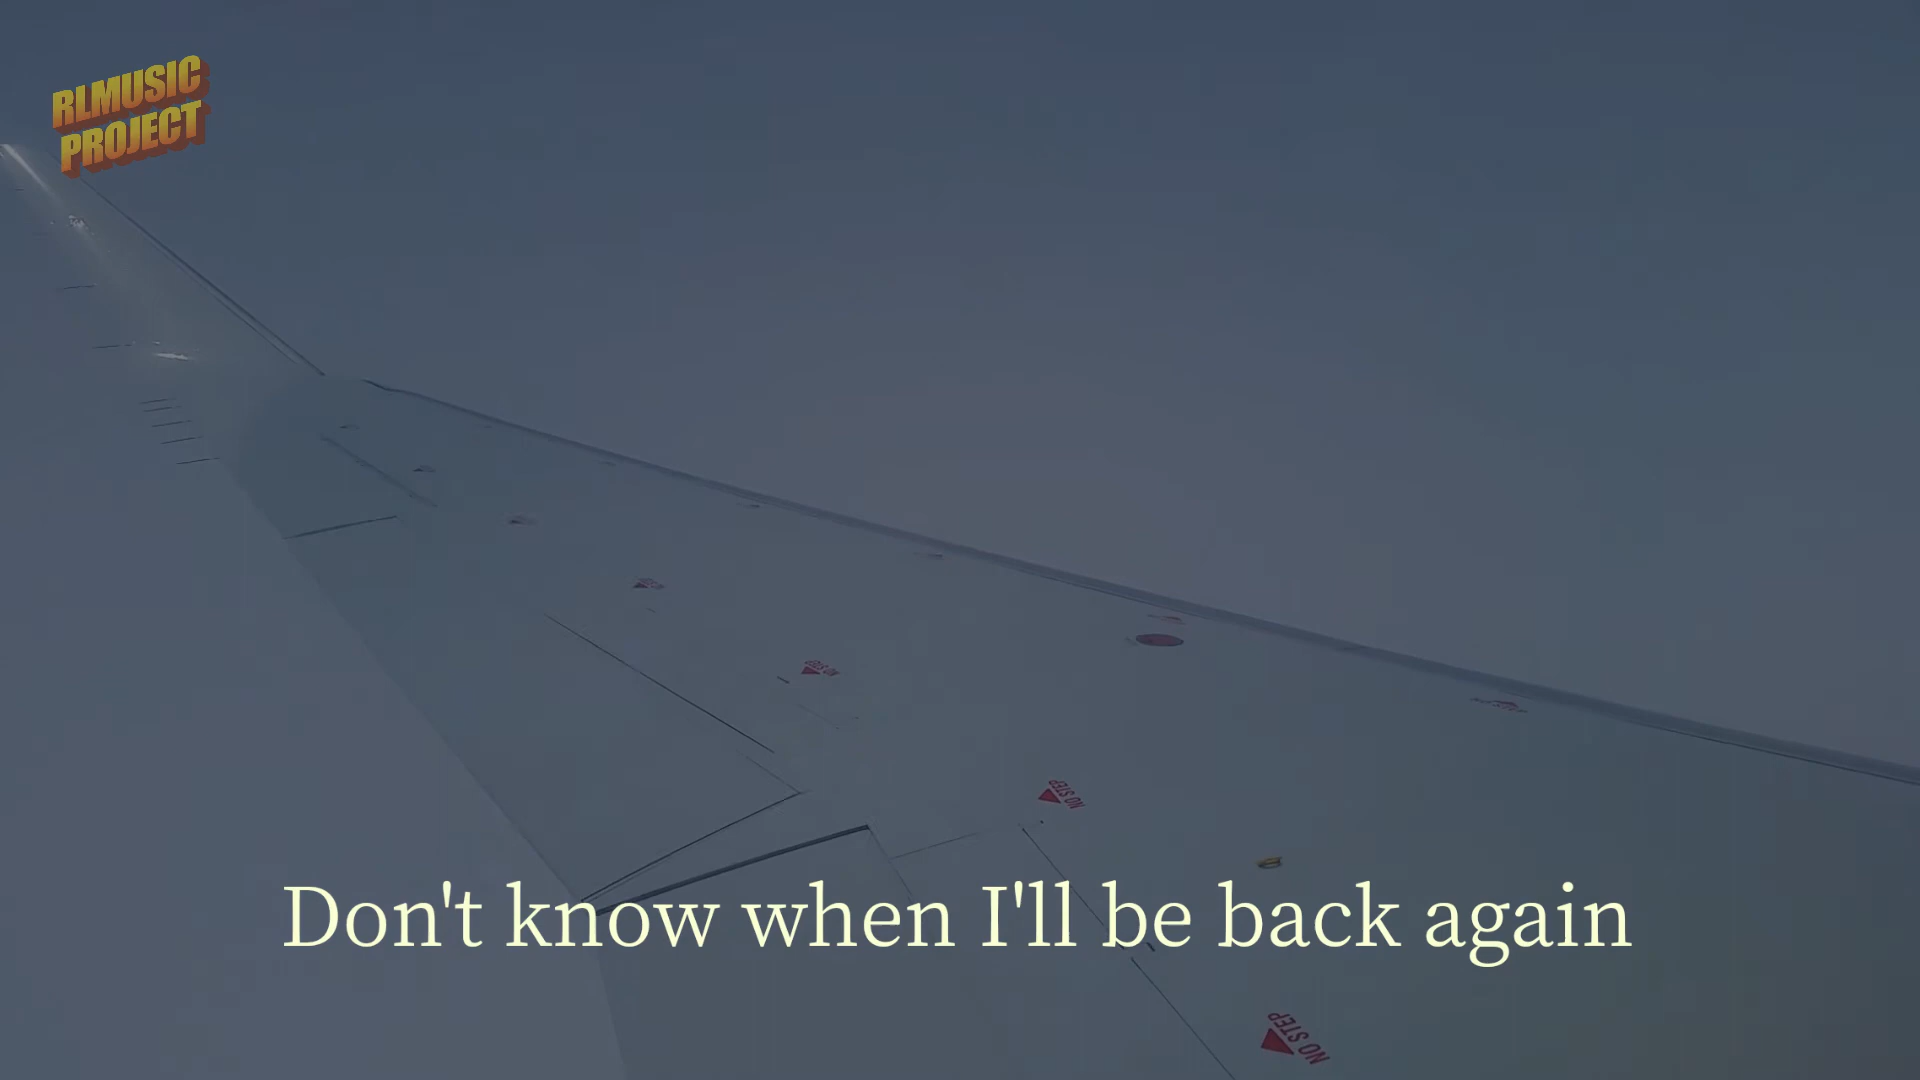 RLMUSIC
PROJECT
NO STEP
NO STEP
Don't know when I'll be back again
NO STEP